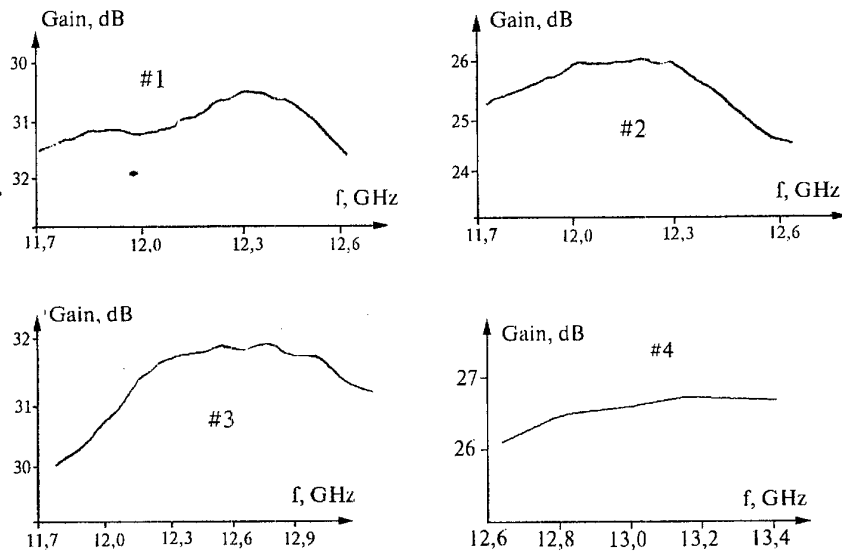 Gain, dB
30
31
32
#1
f, GHz
11,7 12,0 12,3 12,6
Gain, dB
26
25
24
#2
f, GHz
11,7 12,0 12,3 12,6
Gain, dB
32
31
30
#3
f, GHz
11,7 12,0 12,3 12,6 12,9
Gain, dB
27
26
#4
f, GHz
12,6 12,8 13,0 13,2 13,4